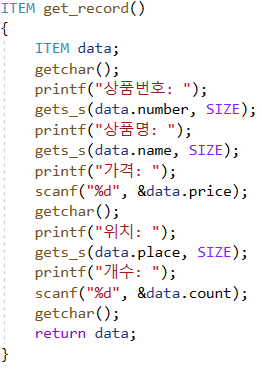 ITEM get_record()
{
    ITEM data;
    getchar();
    printf("상품번호: ");
    gets_s(data.number, SIZE);
    printf("상품명: ");
    gets_s(data.name, SIZE);
    printf("가격: ");
    scanf("%d", &data.price);
    getchar();
    printf("위치: ");
    gets_s(data.place, SIZE);
    printf("개수: ");
    scanf("%d", &data.count);
    getchar();
    return data;
}